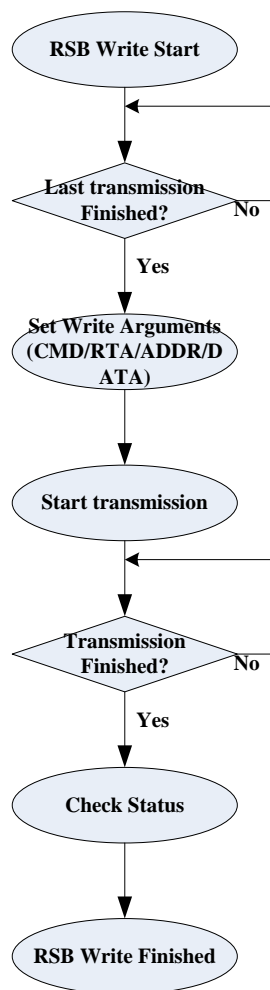 RSB Write Start
Last transmission
Finished?
No
Yes
Set Write Arguments
(CMD/RTA/ADDR/D
ATA)
Start transmission
Transmission
Finished?
No
Yes
Check Status
RSB Write Finished